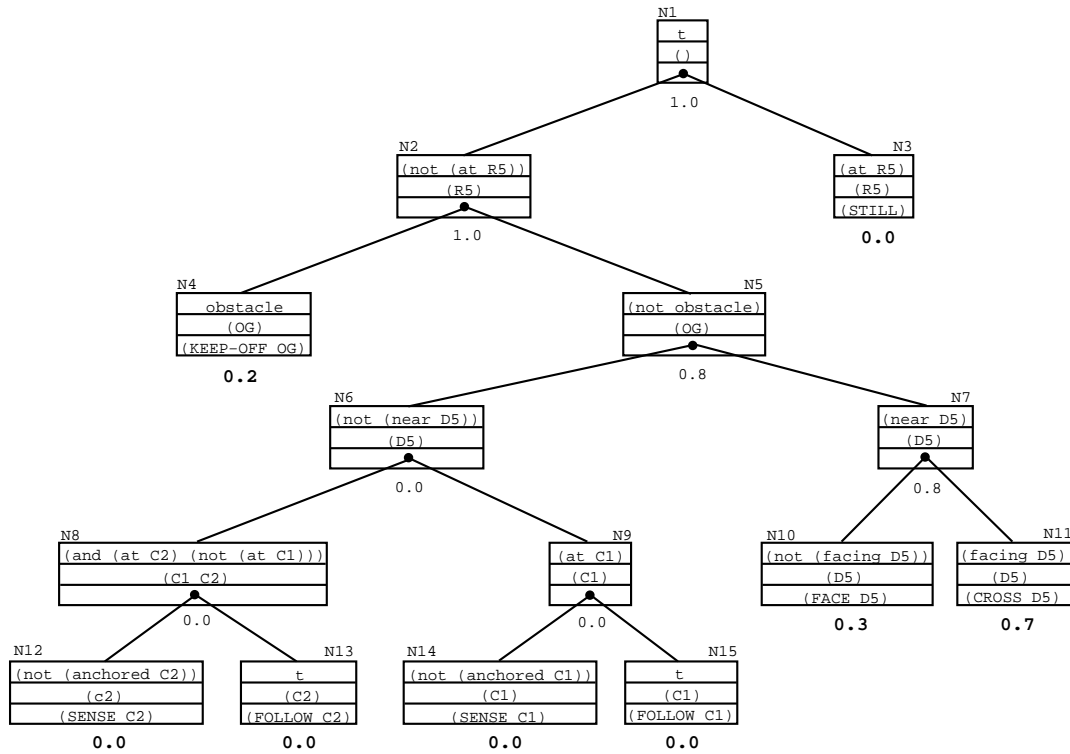 N1
t
()
1.0
N2
(not (at R5))
(R5)
1.0
N3
(at R5)
(R5)
(STILL)
0.0
N4
obstacle
(OG)
(KEEP-OFF OG)
0.2
N5
(not obstacle)
(OG)
0.8
N6
(not (near D5))
(D5)
0.0
N7
(near D5)
(D5)
0.8
N8
(and (at C2) (not (at C1)))
(C1 C2)
0.0
N9
(at C1)
(C1)
0.0
N10
(not (facing D5))
(D5)
(FACE D5)
0.3
N11
(facing D5)
(D5)
(CROSS D5)
0.7
N12
(not (anchored C2))
(c2)
(SENSE C2)
0.0
N13
t
(C2)
(FOLLOW C2)
0.0
N14
(not (anchored C1))
(C1)
(SENSE C1)
0.0
N15
t
(C1)
(FOLLOW C1)
0.0